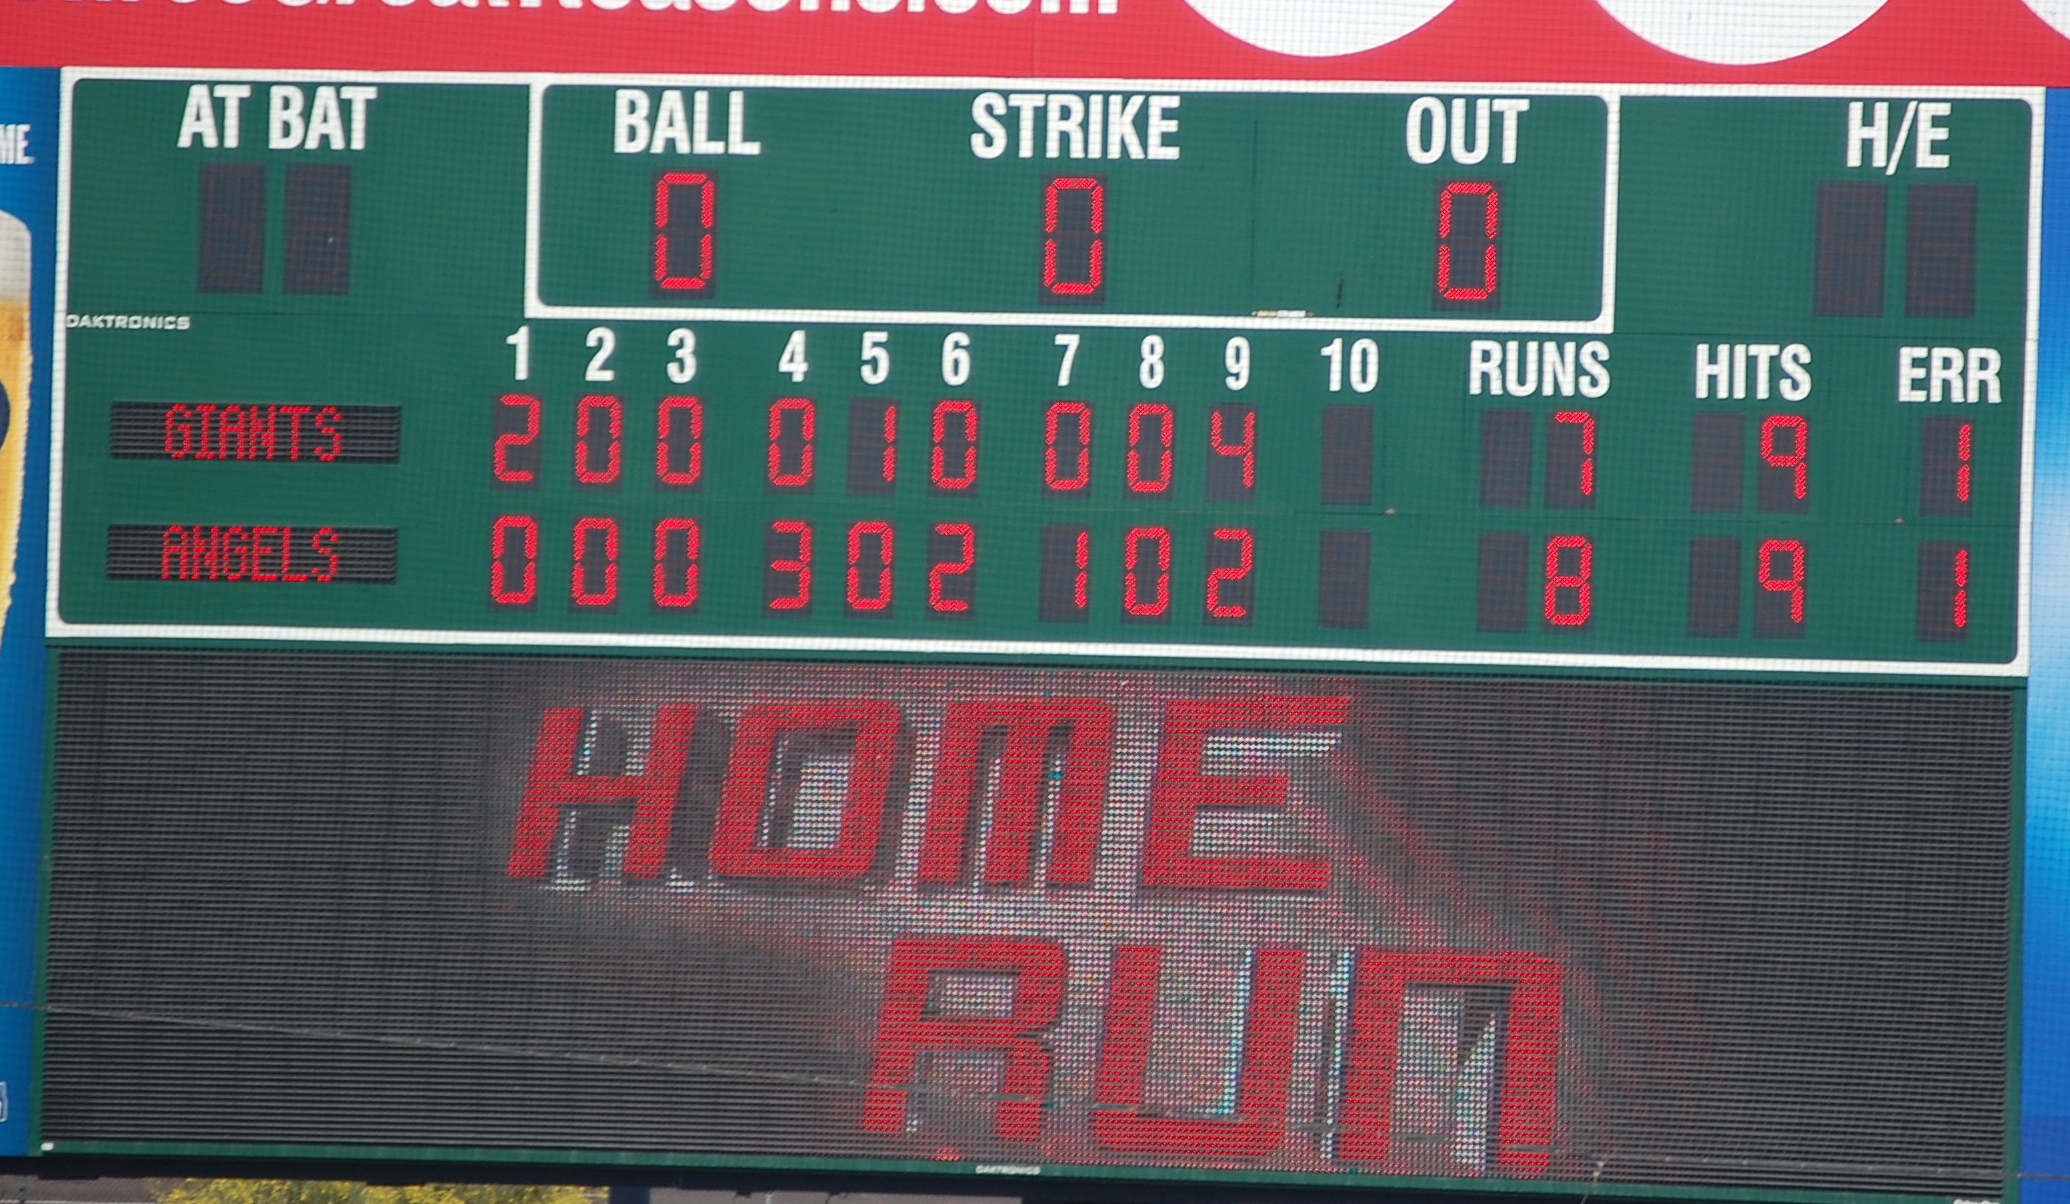 AT BAT BALL STRIKE OUT H/E
0 0 0
DAKTRONICS
1 2 3 4 5 6 7 8 9 10 RUNS HITS ERR
GIANTS 2 0 0 0 1 0 0 0 4 7 9 1
ANGELS 0 0 0 3 0 2 1 0 2 8 9 1
HOME
RUN
DAKTRONICS